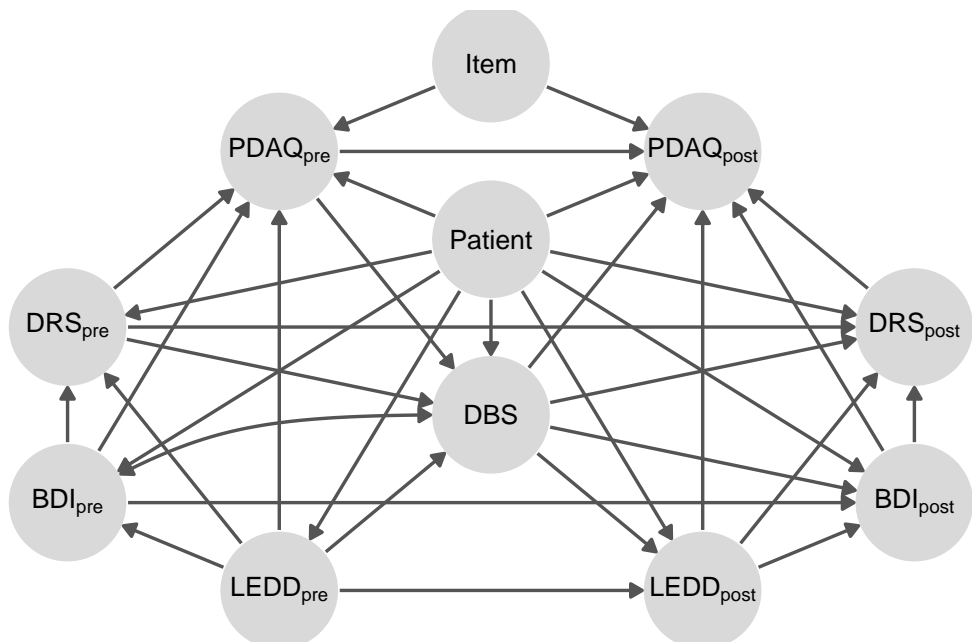 Item
PDAQpre
PDAQpost
Patient
DRSpre
DRSpost
DBS
BDIpre
BDIpost
LEDDpre
LEDDpost